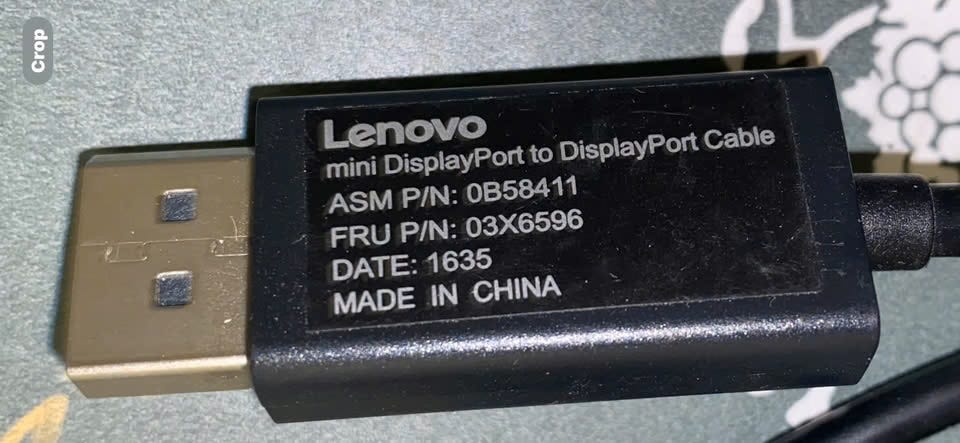 Crop
Lenovo
mini DisplayPort to DisplayPort Cable
ASM P/N: 0B58411
FRU P/N: 03X6596
DATE: 1635
MADE IN CHINA